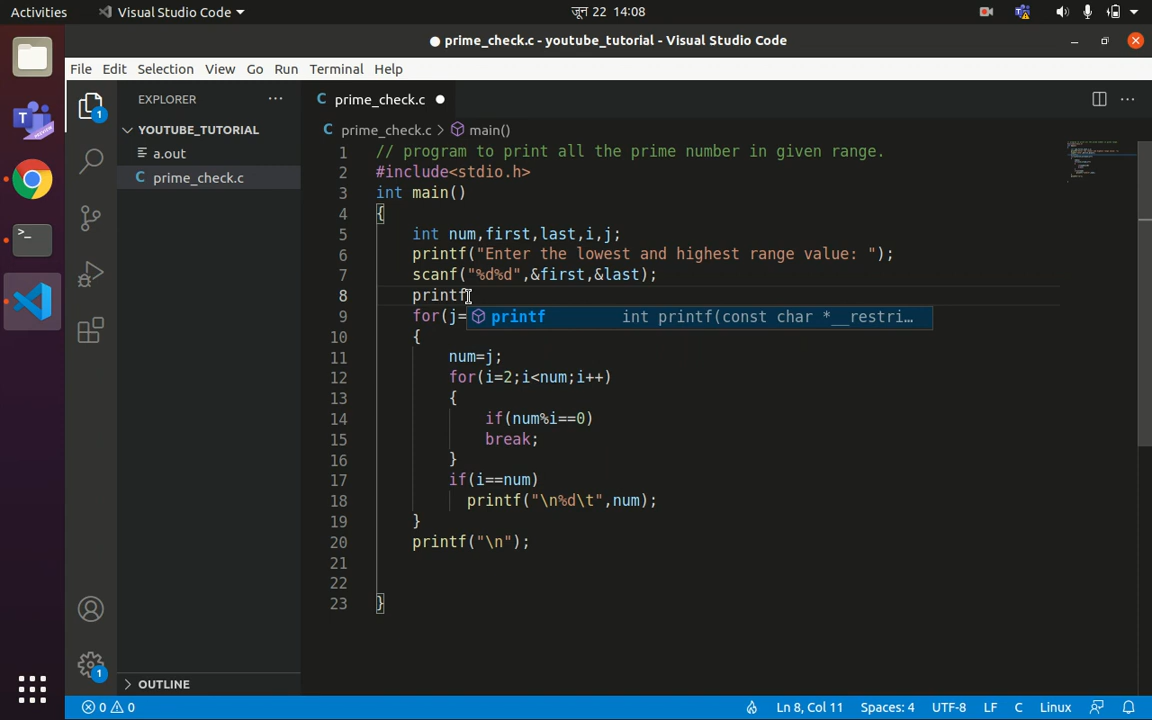 Activities
Visual Studio Code
जून 22 14:08
● prime_check.c - youtube_tutorial - Visual Studio Code
File Edit Selection View Go Run Terminal Help
EXPLORER
C prime_check.c ●
YOUTUBE_TUTORIAL
a.out
C prime_check.c
C prime_check.c > main()
1 // program to print all the prime number in given range.
2 #include<stdio.h>
3 int main()
4 {
5 int num,first,last,i,j;
6 printf("Enter the lowest and highest range value: ");
7 scanf("%d%d",&first,&last);
8 printf
9 for(j=
printf int printf(const char *__restri…
10 {
11 num=j;
12 for(i=2;i<num;i++)
13 {
14 if(num%i==0)
15 break;
16 }
17 if(i==num)
18 printf("\n%d\t",num);
19 }
20 printf("\n");
21
22
23 }
1
1
OUTLINE
0 0
Ln 8, Col 11 Spaces: 4 UTF-8 LF C Linux